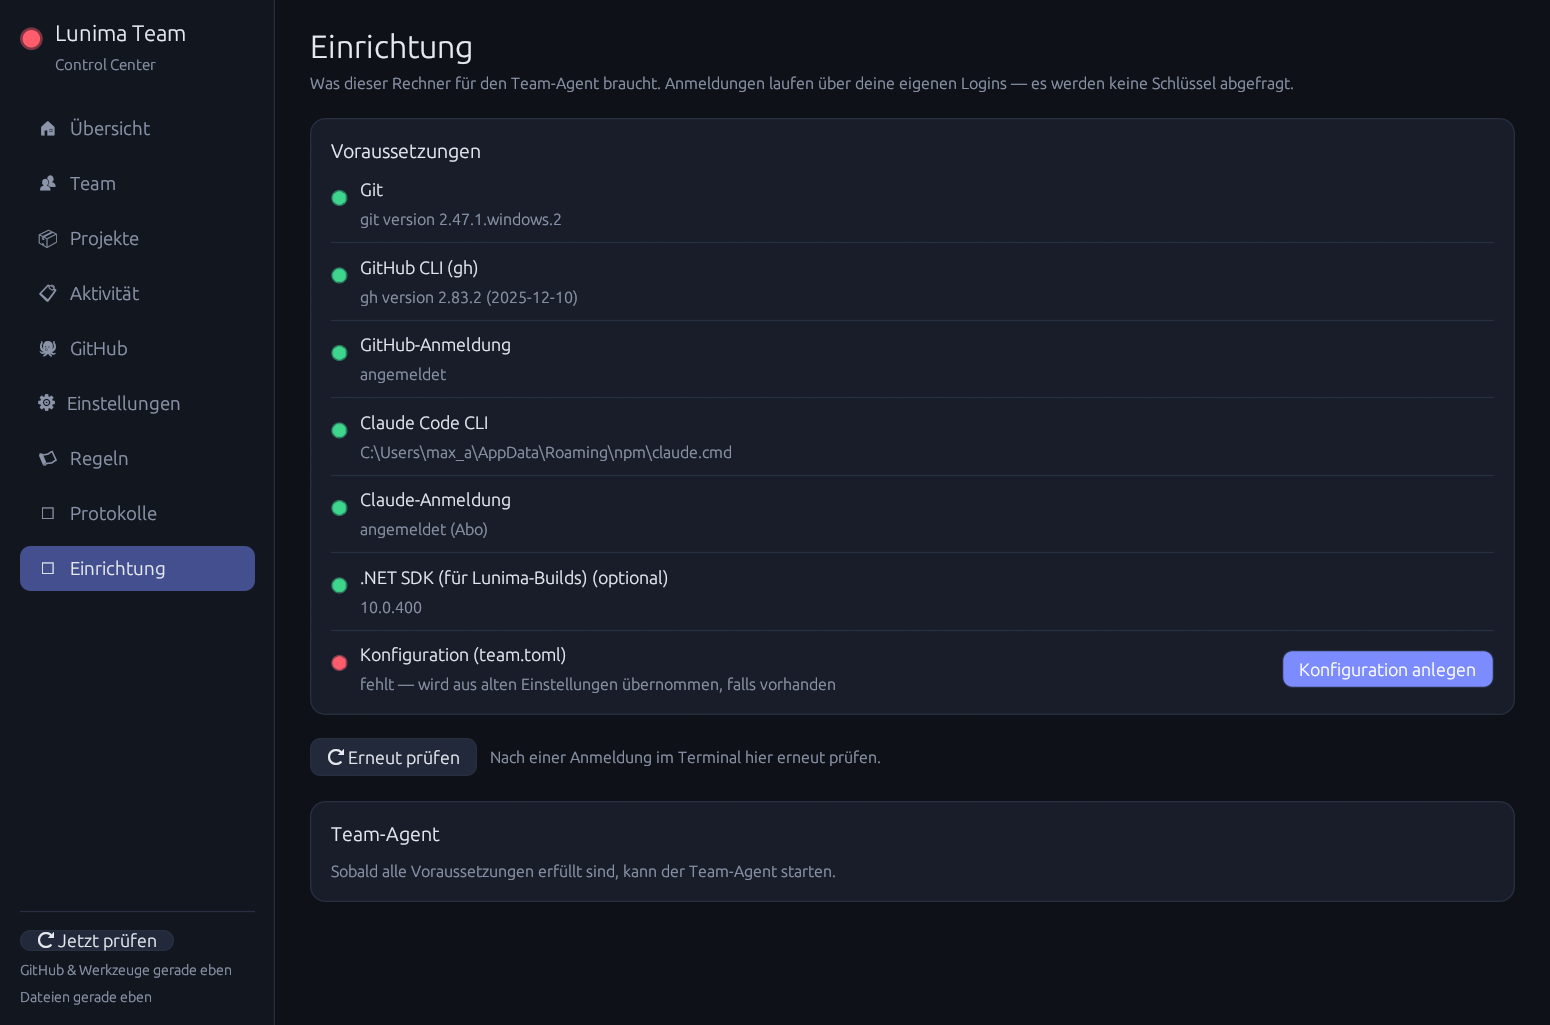 Lunima Team
Control Center
Übersicht
Team
Projekte
Aktivität
GitHub
Einstellungen
Regeln
Protokolle
Einrichtung
Jetzt prüfen
GitHub & Werkzeuge gerade eben
Dateien gerade eben
Einrichtung
Was dieser Rechner für den Team-Agent braucht. Anmeldungen laufen über deine eigenen Logins — es werden keine Schlüssel abgefragt.
Voraussetzungen
Git
git version 2.47.1.windows.2
GitHub CLI (gh)
gh version 2.83.2 (2025-12-10)
GitHub-Anmeldung
angemeldet
Claude Code CLI
C:\Users\max_a\AppData\Roaming\npm\claude.cmd
Claude-Anmeldung
angemeldet (Abo)
.NET SDK (für Lunima-Builds) (optional)
10.0.400
Konfiguration (team.toml)
fehlt — wird aus alten Einstellungen übernommen, falls vorhanden
Konfiguration anlegen
Erneut prüfen
Nach einer Anmeldung im Terminal hier erneut prüfen.
Team-Agent
Sobald alle Voraussetzungen erfüllt sind, kann der Team-Agent starten.